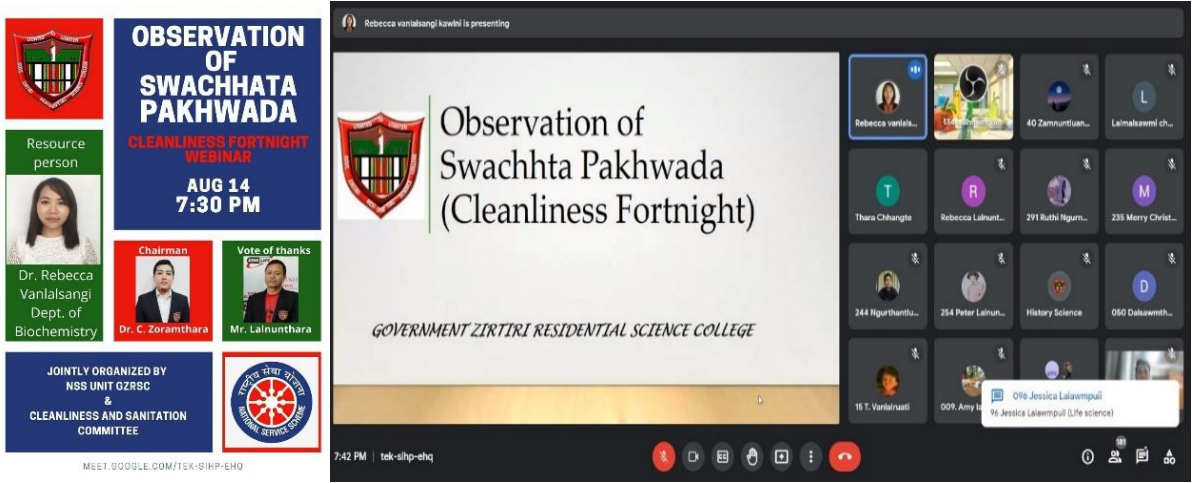 OBSERVATION
OF
SWACHHATA
PAKHWADA
CLEANLINESS FORTNIGHT
WEBINAR
AUG 14
7:30 PM
Resource
person
Dr. Rebecca
Vanlalsangi
Dept. of
Biochemistry
Chairman
Dr. C. Zoramthara
Vote of thanks
Mr. Lalnunthara
JOINTLY ORGANIZED BY
NSS UNIT GZRSC
&
CLEANLINESS AND SANITATION
COMMITTEE
राष्ट्रीय सेवा योजना
NATIONAL SERVICE SCHEME
MEET.GOOGLE.COM/TEK-SIHP-EHQ
Rebecca vanlalsangi kawlni is presenting
Observation of
Swachhta Pakhwada
(Cleanliness Fortnight)
GOVERNMENT ZIRTIRI RESIDENTIAL SCIENCE COLLEGE
Rebecca vanlals...
40 Zamnuntluan...
L
Lalmalsawmi ch...
T
Thara Chhangte
R
Rebecca Lalnunt...
291 Ruthi Ngurn...
M
235 Merry Christ...
244 Ngurthantlu...
254 Peter Lalnun...
History Science
D
050 Dalsawmth...
15 T. Vanlalruati
009. Amy
096 Jessica Lalawmpuii
96 Jessica Lalawmpuii (Life science)
7:42 PM | tek-sihp-ehq
101